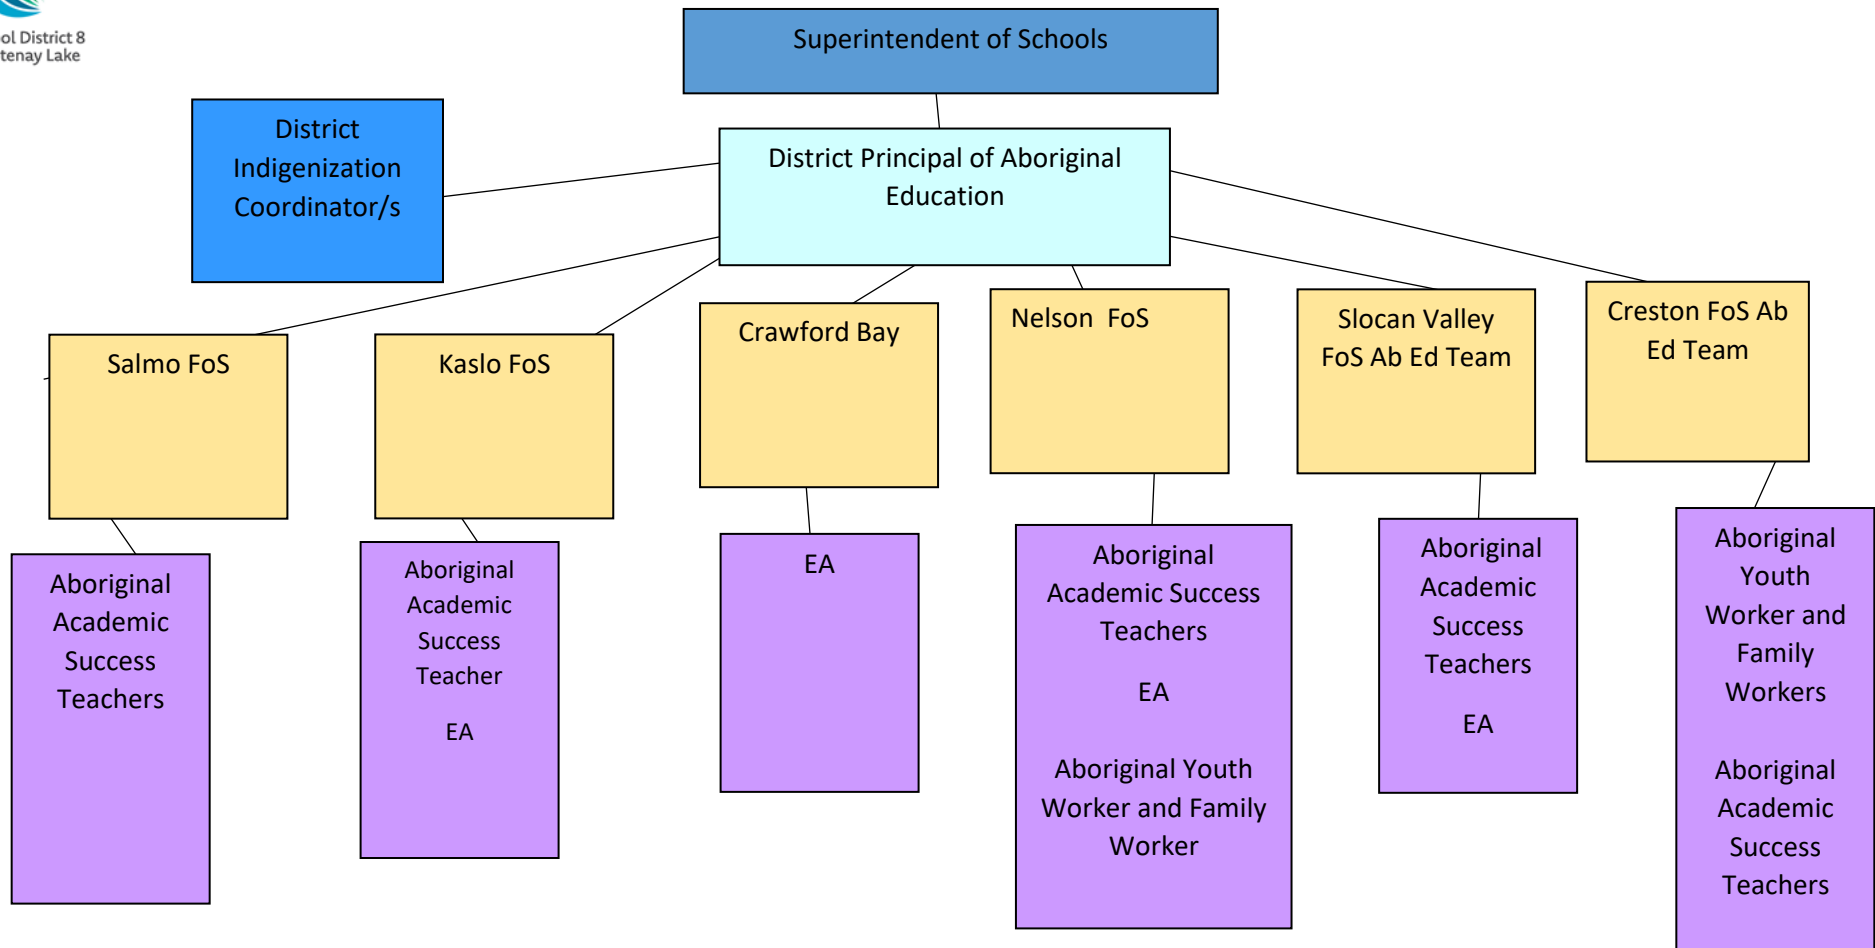 ol District 8
tenay Lake
Superintendent of Schools
District
Indigenization
Coordinator/s
District Principal of Aboriginal
Education
Salmo FoS
Kaslo FoS
Crawford Bay
Nelson  FoS
Slocan Valley
FoS Ab Ed Team
Creston FoS Ab
Ed Team
Aboriginal
Academic
Success
Teachers
Aboriginal
Academic
Success
Teacher
EA
EA
Aboriginal
Academic Success
Teachers
EA
Aboriginal Youth
Worker and Family
Worker
Aboriginal
Academic
Success
Teachers
EA
Aboriginal
Youth
Worker and
Family
Workers
Aboriginal
Academic
Success
Teachers